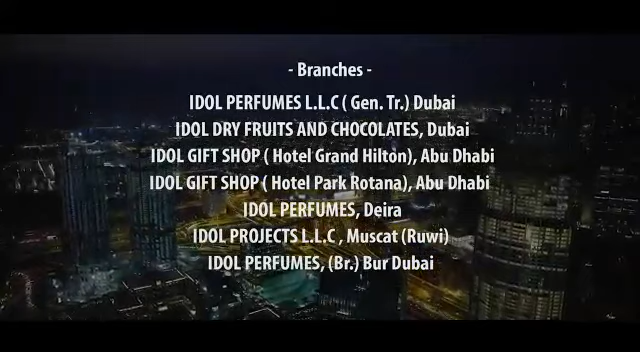 - Branches -
IDOL PERFUMES L.L.C ( Gen. Tr.) Dubai
IDOL DRY FRUITS AND CHOCOLATES, Dubai
IDOL GIFT SHOP ( Hotel Grand Hilton), Abu Dhabi
IDOL GIFT SHOP ( Hotel Park Rotana), Abu Dhabi
IDOL PERFUMES, Deira
IDOL PROJECTS L.L.C , Muscat (Ruwi)
IDOL PERFUMES, (Br.) Bur Dubai